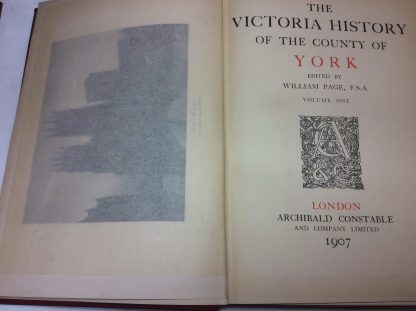 THE
VICTORIA HISTORY
OF THE COUNTY OF
YORK
EDITED BY
WILLIAM PAGE, F.S.A.
VOLUME ONE
LONDON
ARCHIBALD CONSTABLE
AND COMPANY LIMITED
1907